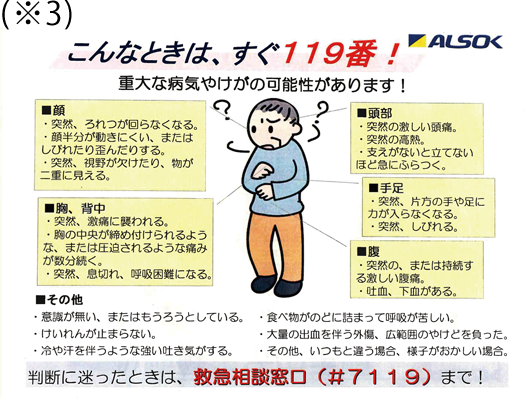 (※3)
ALSOK
こんなときは、すぐ119番！
重大な病気やけがの可能性があります！
■顔
・突然、ろれつが回らなくなる。
・顔半分が動きにくい、または
しびれたり歪んだりする。
・突然、視野が欠けたり、物が
二重に見える。
■頭部
・突然の激しい頭痛。
・突然の高熱。
・支えがないと立てない
ほど急にふらつく。
■胸、背中
・突然、激痛に襲われる。
・胸の中央が締め付けられるよう
な、または圧迫されるような痛み
が数分続く。
・突然、息切れ、呼吸困難になる。
■手足
・突然、片方の手や足に
力が入らなくなる。
・突然、しびれる。
■腹
・突然の、または持続す
る激しい腹痛。
・吐血、下血がある。
■その他
・意識が無い、またはもうろうとしている。
・けいれんが止まらない。
・冷や汗を伴うような強い吐き気がする。
・食べ物がのどに詰まって呼吸が苦しい。
・大量の出血を伴う外傷、広範囲のやけどを負った。
・その他、いつもと違う場合、様子がおかしい場合。
判断に迷ったときは、救急相談窓口（＃7119）まで！